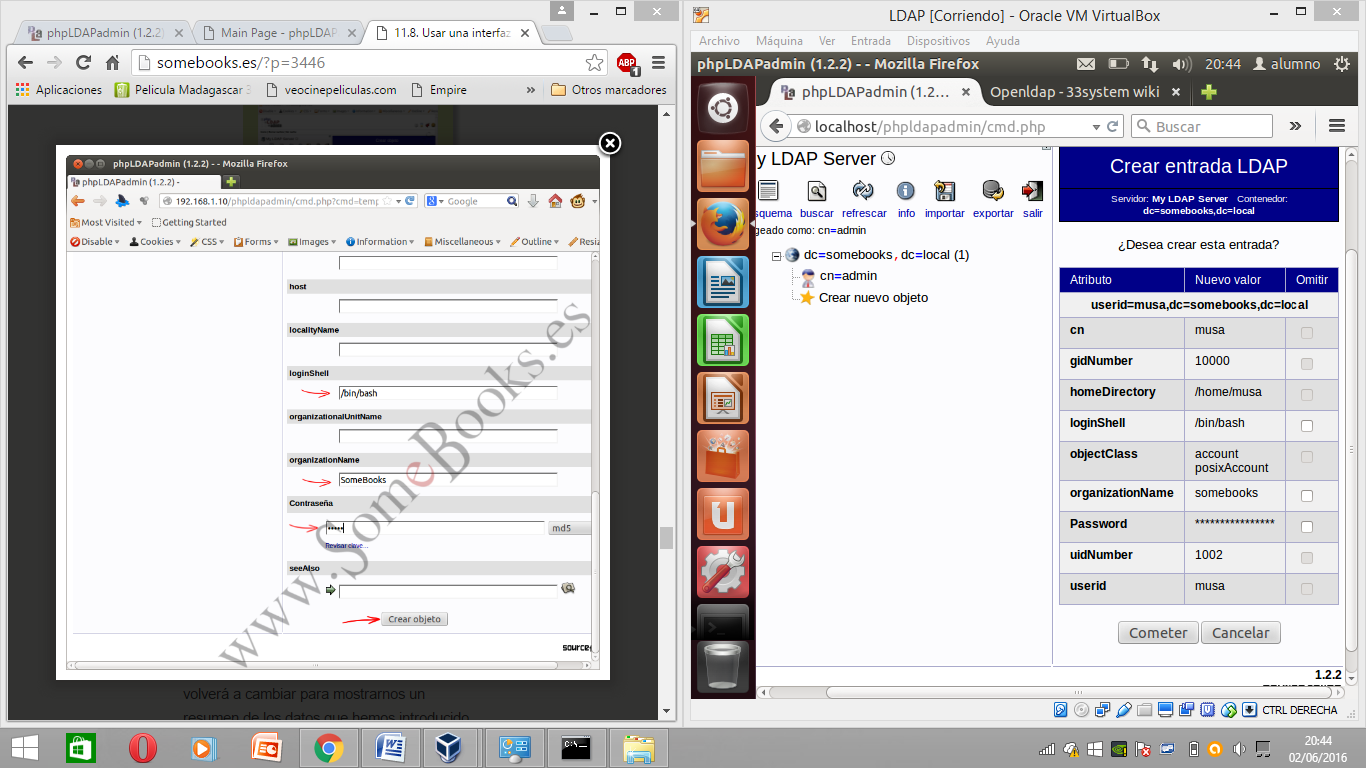 phpLDAPadmin (1.2.2)
Main Page - phpLDAP
11.8. Usar una interfaz
somebooks.es/?p=3446
ABP
1
Aplicaciones
Pelicula Madagascar
veocinepeliculas.com
Empire
»
Otros marcadores
phpLDAPadmin (1.2.2) - Mozilla Firefox
phpLDAPadmin (1.2.2) -
192.168.1.10/phpldapadmin/cmd.php?cmd=temp
Google
Most Visited
Getting Started
Disable
Cookies
CSS
Forms
Images
Information
Miscellaneous
Outline
Resiz
host
localityName
loginShell
/bin/bash
organizationalUnitName
organizationName
SomeBooks
Contraseña
•••••
md5
Revisar clave...
seeAlso
Crear objeto
source
www.SomeBooks.es
volverá a cambiar para mostrarnos un
resumen de los datos que hemos introducido
LDAP [Corriendo] - Oracle VM VirtualBox
Archivo Máquina Ver Entrada Dispositivos Ayuda
phpLDAPadmin (1.2.2) - - Mozilla Firefox
20:44
alumno
phpLDAPadmin (1.2...
Openldap - 33system wiki
localhost/phpldapadmin/cmd.php
Buscar
»
y LDAP Server
squema buscar refrescar info importar exportar salir
geado como: cn=admin
dc=somebooks,dc=local (1)
cn=admin
Crear nuevo objeto
Crear entrada LDAP
Servidor: My LDAP Server Contenedor:
dc=somebooks,dc=local
¿Desea crear esta entrada?
Atributo Nuevo valor Omitir
userid=musa,dc=somebooks,dc=local
cn musa
gidNumber 10000
homeDirectory /home/musa
loginShell /bin/bash
objectClass account
posixAccount
organizationName somebooks
Password ****************
uidNumber 1002
userid musa
Cometer Cancelar
1.2.2
CTRL DERECHA
20:44
02/06/2016